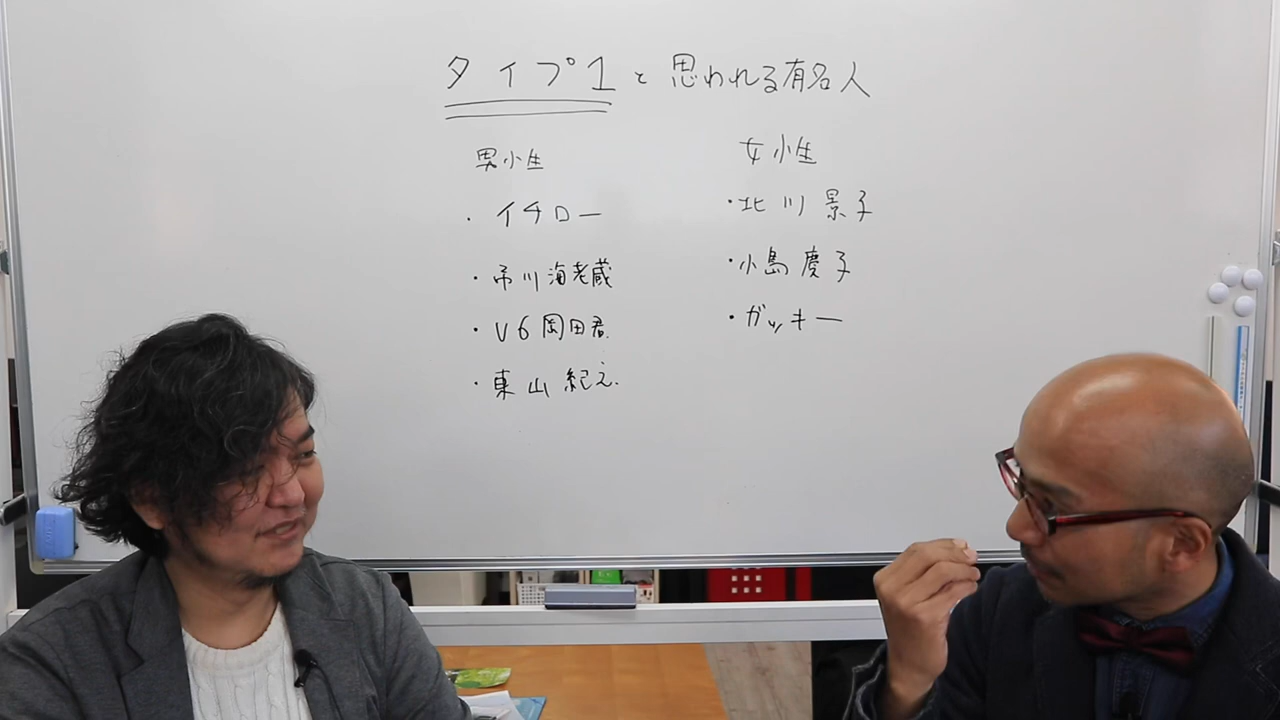 タイプ1と思われる有名人
男性
・イチロー
・市川海老蔵
・V6岡田君
・東山紀之
女性
・北川景子
・小島慶子
・ガッキー